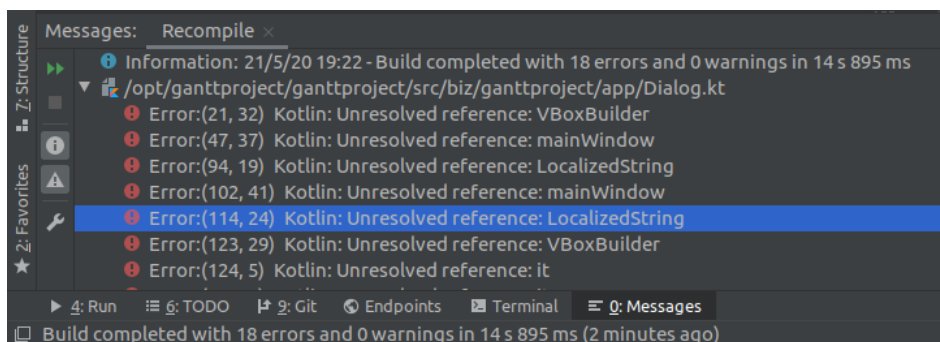 Messages: Recompile ×
Information: 21/5/20 19:22 - Build completed with 18 errors and 0 warnings in 14 s 895 ms
/opt/ganttproject/ganttproject/src/biz/ganttproject/app/Dialog.kt
Error:(21, 32) Kotlin: Unresolved reference: VBoxBuilder
Error:(47, 37) Kotlin: Unresolved reference: mainWindow
Error:(94, 19) Kotlin: Unresolved reference: LocalizedString
Error:(102, 41) Kotlin: Unresolved reference: mainWindow
Error:(114, 24) Kotlin: Unresolved reference: LocalizedString
Error:(123, 29) Kotlin: Unresolved reference: VBoxBuilder
Error:(124, 5) Kotlin: Unresolved reference: it
7: Structure
2: Favorites
4: Run 6: TODO 9: Git Endpoints Terminal 0: Messages
Build completed with 18 errors and 0 warnings in 14 s 895 ms (2 minutes ago)